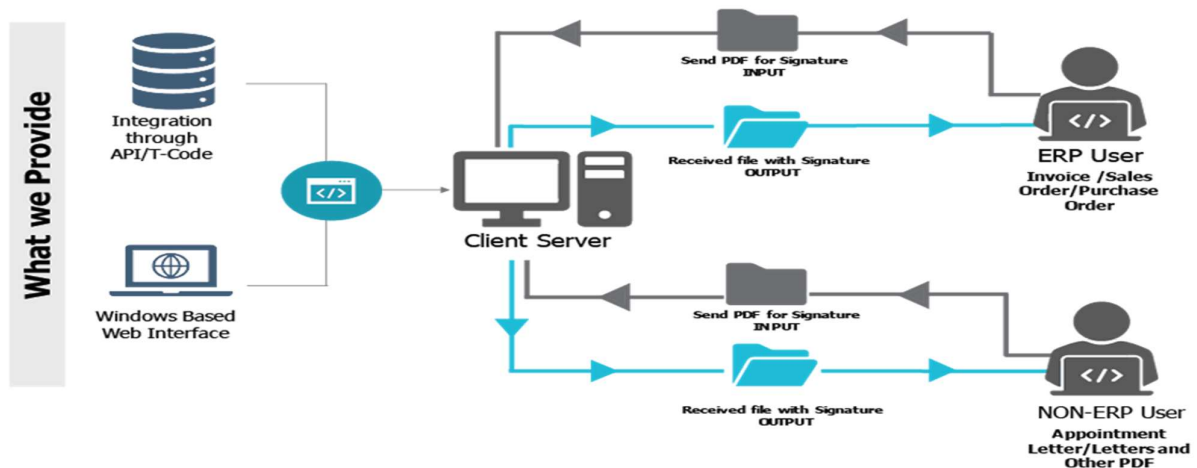 What we Provide
Integration
through
API/T-Code
</>
Windows Based
Web Interface
Client Server
Send PDF for Signature
INPUT
Received file with Signature
OUTPUT
</>
ERP User
Invoice /Sales
Order/Purchase
Order
Send PDF for Signature
INPUT
Received file with Signature
OUTPUT
</>
NON-ERP User
Appointment
Letter/Letters and
Other PDF